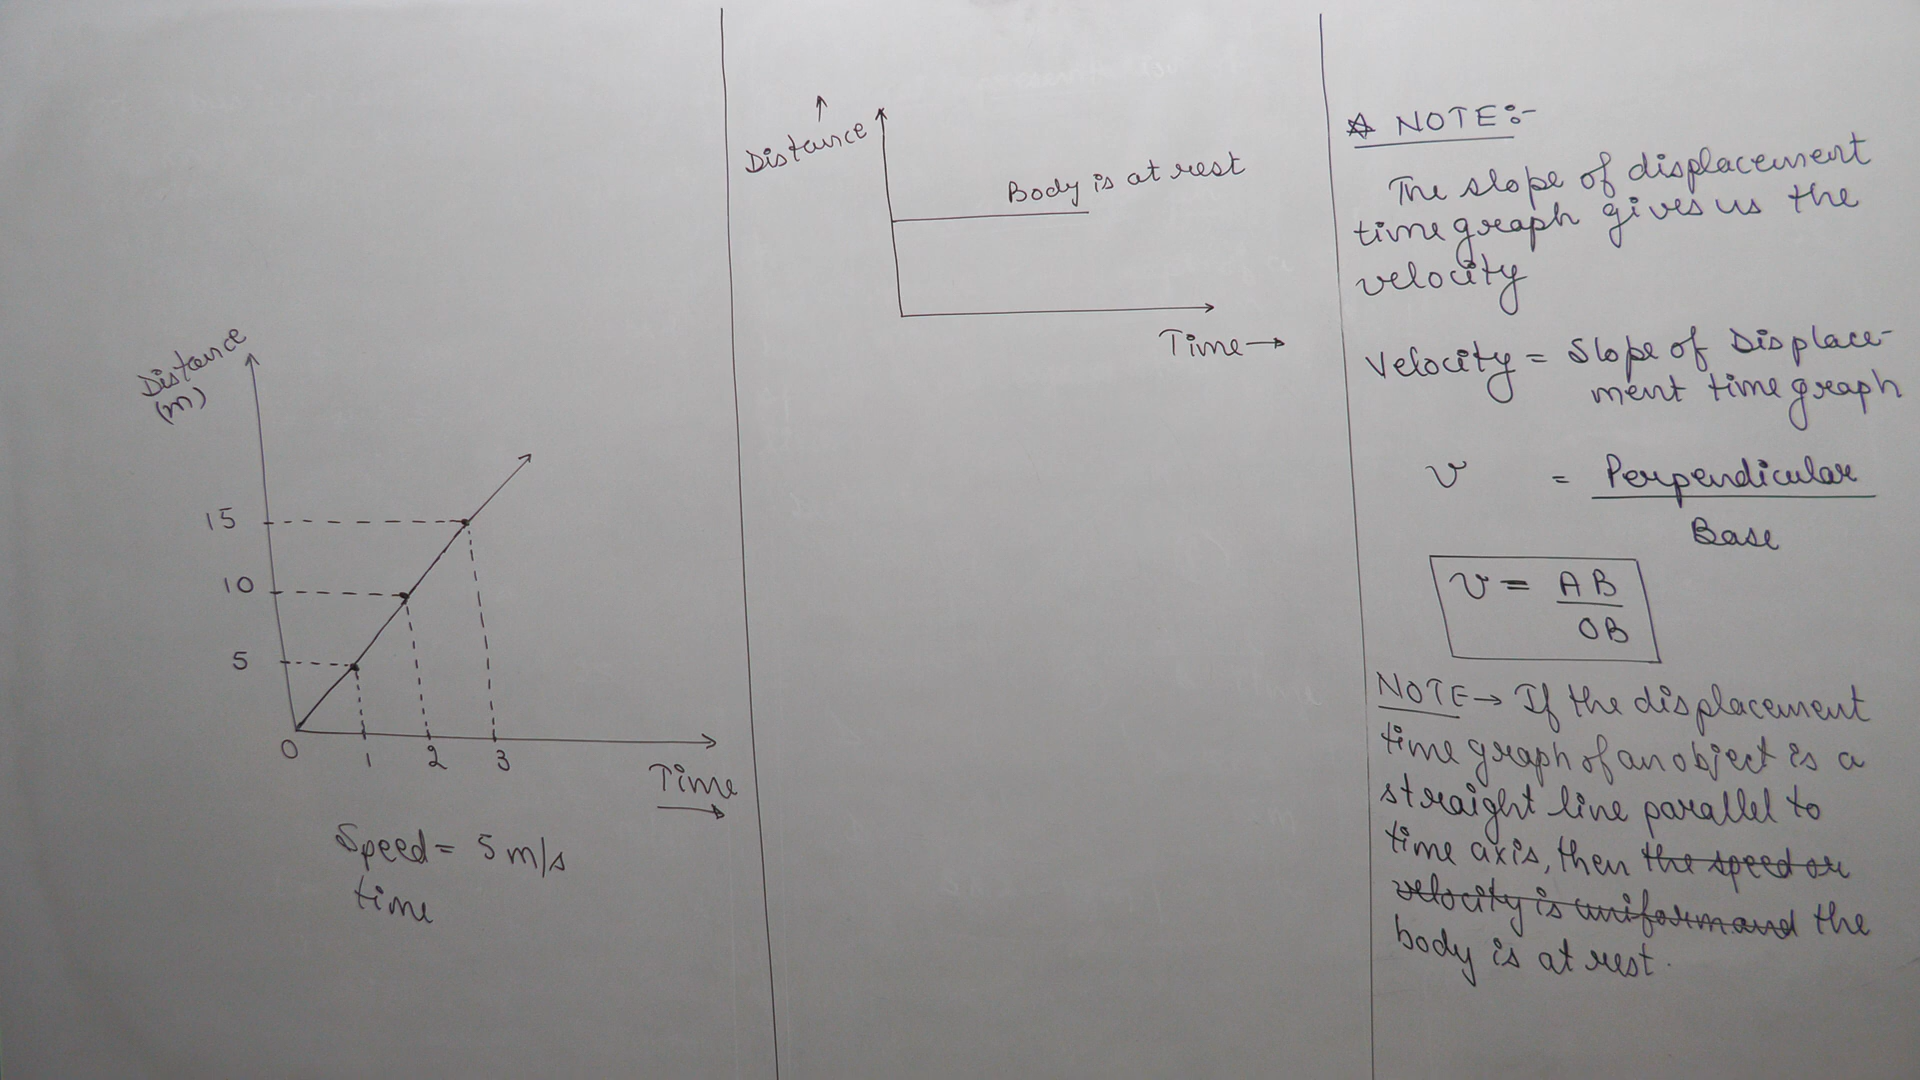 Distance
(m)
15
10
5
0
1 2 3
Time
Speed = 5 m/s
time
Distance
Body is at rest
Time →
☆ NOTE:-
The slope of displacement
time graph gives us the
velocity
Velocity = Slope of Displace-
ment time graph
v = Perpendicular
Base
v = AB
OB
NOTE → If the displacement
time graph of an object is a
straight line parallel to
time axis, then the speed or
velocity is uniform and the
body is at rest.